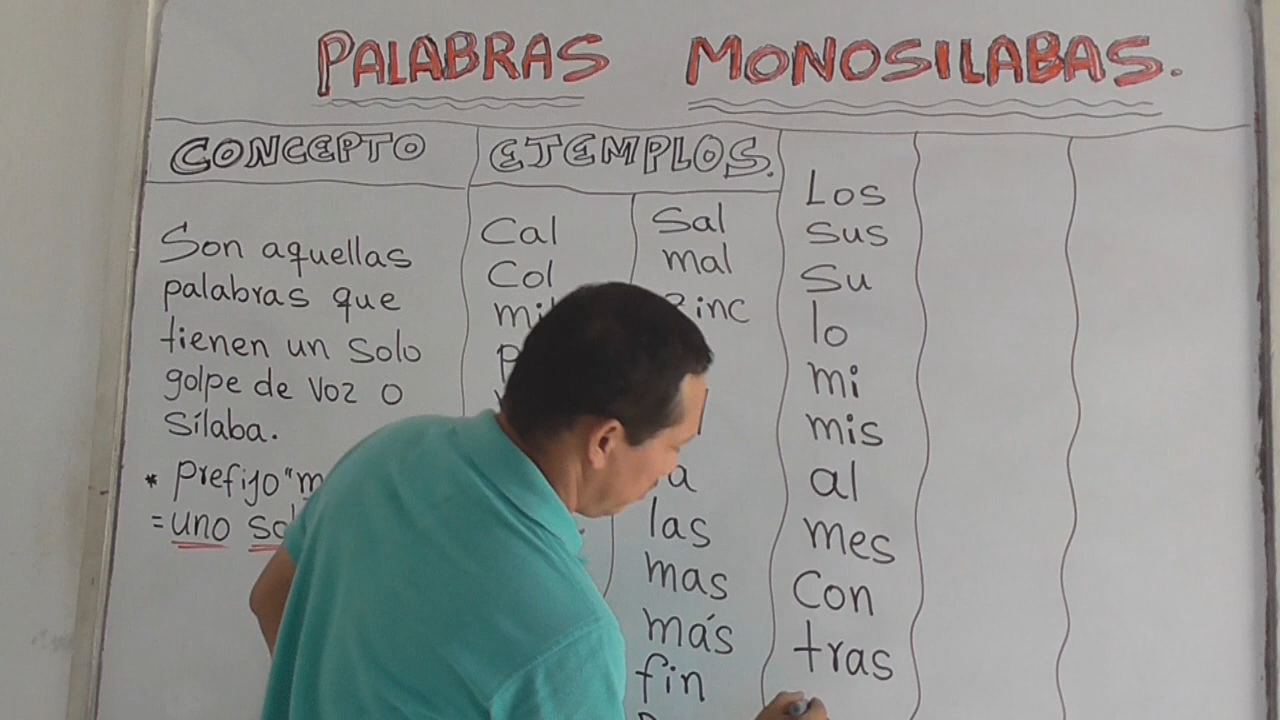 PALABRAS MONOSILABAS.
CONCEPTO
Son aquellas
palabras que
tienen un solo
golpe de voz o
sílaba.
* Prefijo
= uno
EJEMPLOS.
Cal
Col
Sal
mal
las
mas
más
fin
Los
sus
Su
lo
mi
mis
al
mes
Con
tras